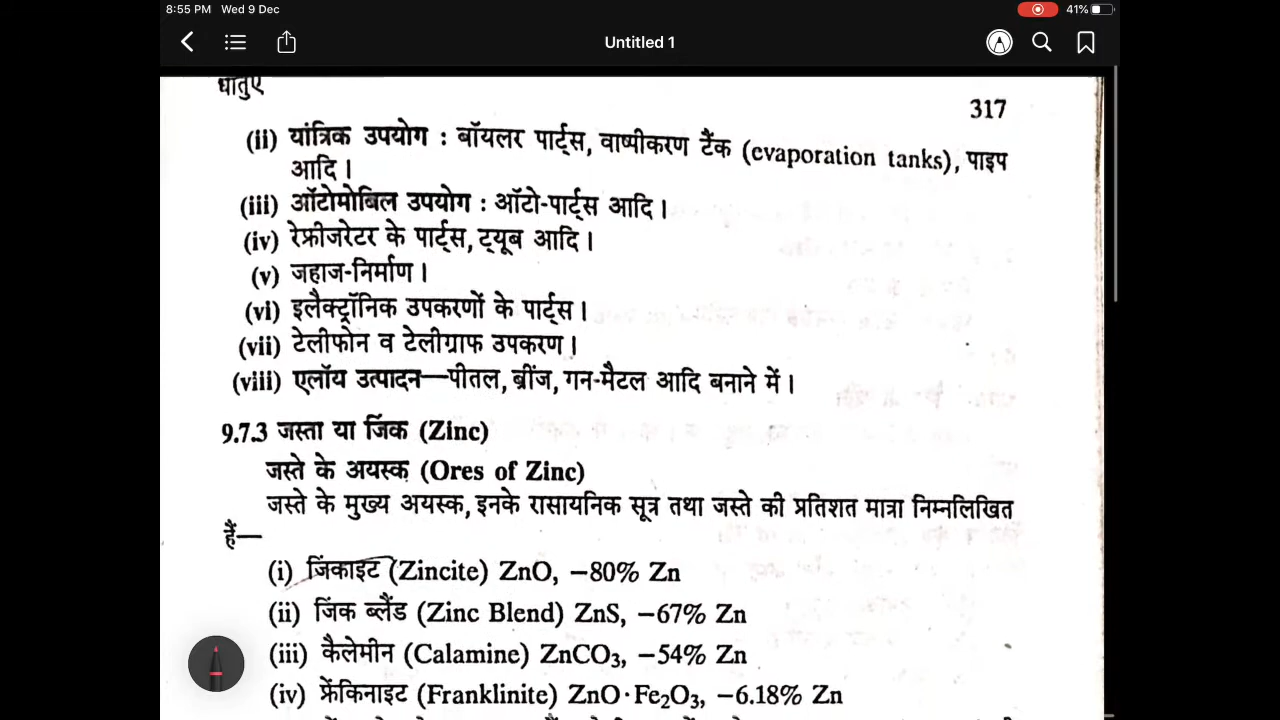 8:55 PM Wed 9 Dec 41%
Untitled 1
धातुएँ
317
(ii) यांत्रिक उपयोग : बॉयलर पार्ट्स, वाष्पीकरण टैंक (evaporation tanks), पाइप
आदि।
(iii) ऑटोमोबिल उपयोग : ऑटो-पार्ट्स आदि।
(iv) रेफ्रीजरेटर के पार्ट्स, ट्यूब आदि।
(v) जहाज-निर्माण।
(vi) इलैक्ट्रॉनिक उपकरणों के पार्ट्स।
(vii) टेलीफोन व टेलीग्राफ उपकरण।
(viii) एलॉय उत्पादन—पीतल, ब्रींज, गन-मैटल आदि बनाने में।
9.7.3 जस्ता या जिंक (Zinc)
जस्ते के अयस्क (Ores of Zinc)
जस्ते के मुख्य अयस्क, इनके रासायनिक सूत्र तथा जस्ते की प्रतिशत मात्रा निम्नलिखित
हैं—
(i) जिंकाइट (Zincite) ZnO, –80% Zn
(ii) जिंक ब्लैंड (Zinc Blend) ZnS, –67% Zn
(iii) कैलेमीन (Calamine) ZnCO₃, –54% Zn
(iv) फ्रेंकिनाइट (Franklinite) ZnO·Fe₂O₃, –6.18% Zn